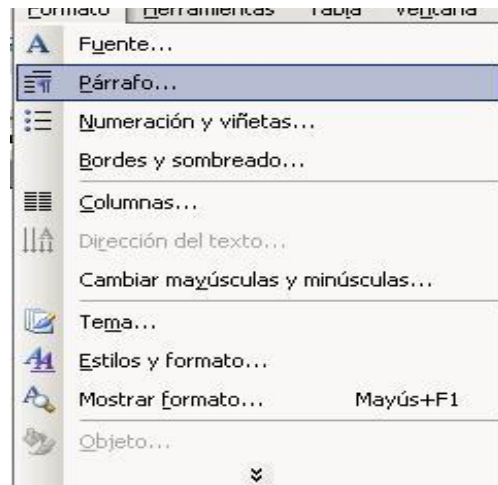 Formato Herramientas Tabla Ventana
Fuente...
Párrafo...
Numeración y viñetas...
Bordes y sombreado...
Columnas...
Dirección del texto...
Cambiar mayúsculas y minúsculas...
Tema...
Estilos y formato...
Mostrar formato... Mayús+F1
Objeto...